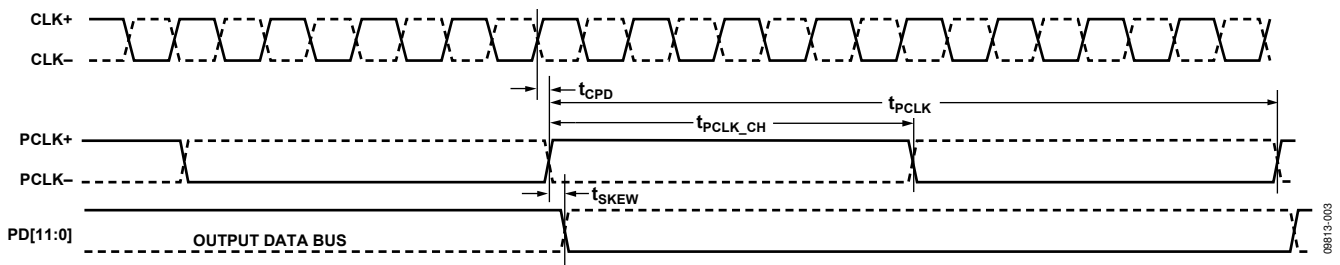 CLK+
CLK–
tCPD
tPCLK
tPCLK_CH
PCLK+
PCLK–
tSKEW
PD[11:0]
OUTPUT DATA BUS
09813-003